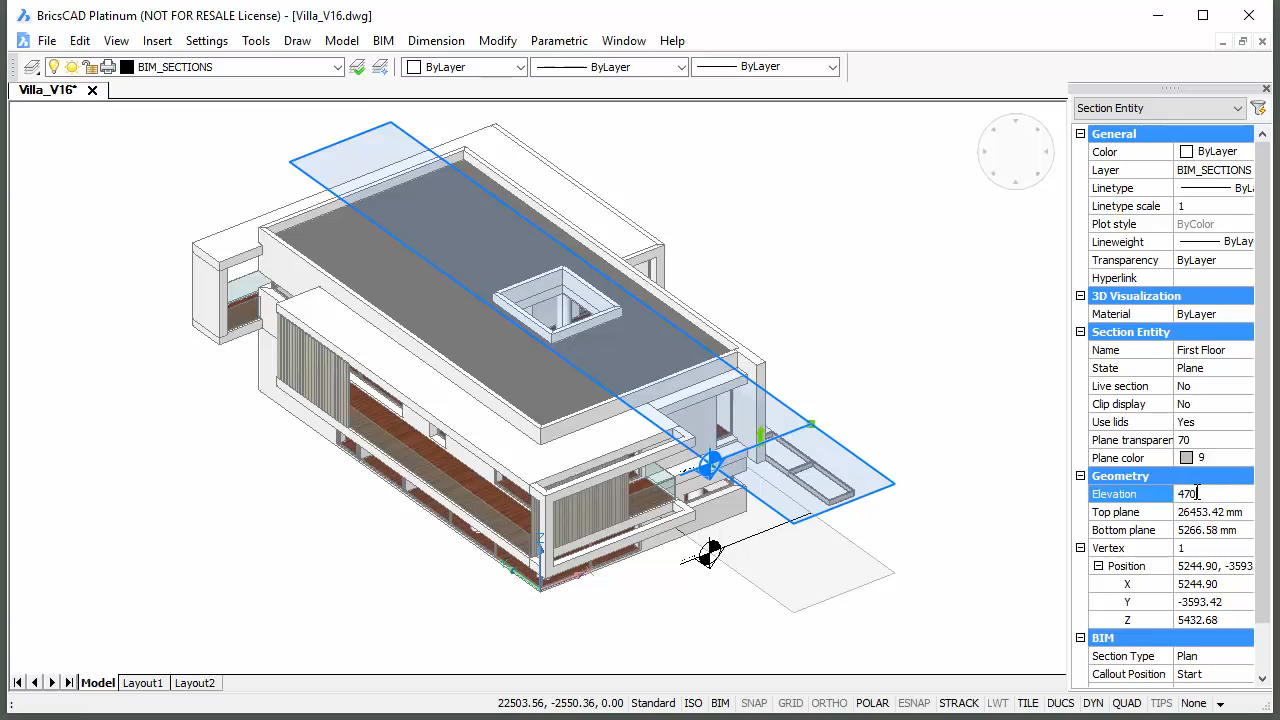 BricsCAD Platinum (NOT FOR RESALE License) - [Villa_V16.dwg]
File Edit View Insert Settings Tools Draw Model BIM Dimension Modify Parametric Window Help
BIM_SECTIONS ByLayer ByLayer ByLayer
Villa_V16*
Section Entity
General
Color ByLayer
Layer BIM_SECTIONS
Linetype ByLa
Linetype scale 1
Plot style ByColor
Lineweight ByLay
Transparency ByLayer
Hyperlink
3D Visualization
Material ByLayer
Section Entity
Name First Floor
State Plane
Live section No
Clip display No
Use lids Yes
Plane transparen 70
Plane color 9
Geometry
Elevation 470
Top plane 26453.42 mm
Bottom plane 5266.58 mm
Vertex 1
Position 5244.90, -3593.
X 5244.90
Y -3593.42
Z 5432.68
BIM
Section Type Plan
Callout Position Start
Model Layout1 Layout2
: 22503.56, -2550.36, 0.00 Standard ISO BIM SNAP GRID ORTHO POLAR ESNAP STRACK LWT TILE DUCS DYN QUAD TIPS None